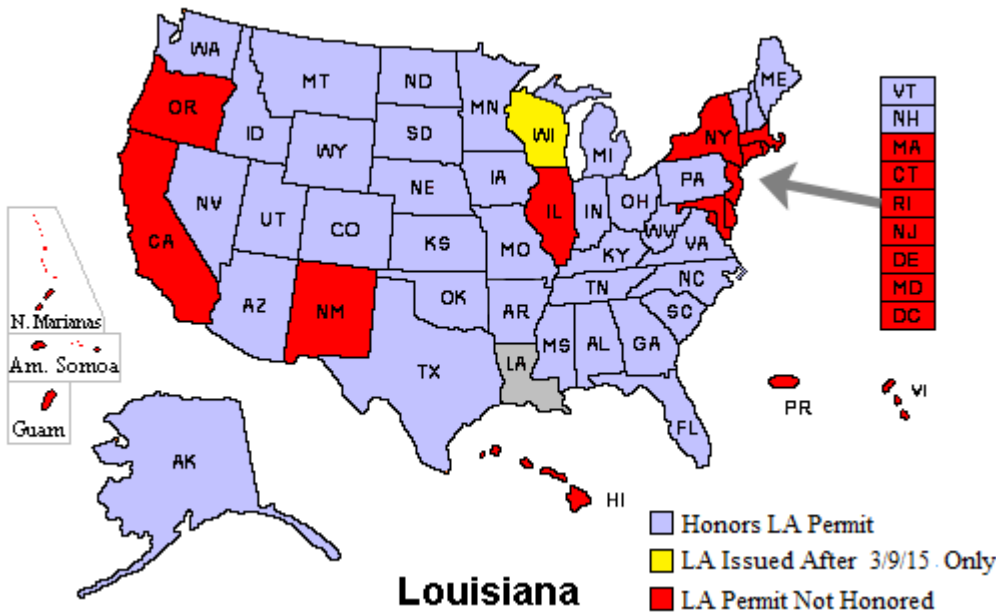 WA
MT
ND
MN
ME
OR
ID
SD
WI
MI
NY
WY
IA
PA
NE
NV
UT
CO
IL
IN
OH
WV
VA
CA
KS
MO
KY
NC
TN
AZ
NM
OK
AR
SC
MS
AL
GA
TX
LA
FL
AK
HI
VT
NH
MA
CT
RI
NJ
DE
MD
DC
N. Marianas
Am. Somoa
Guam
PR
VI
Honors LA Permit
LA Issued After 3/9/15 Only
LA Permit Not Honored
Louisiana